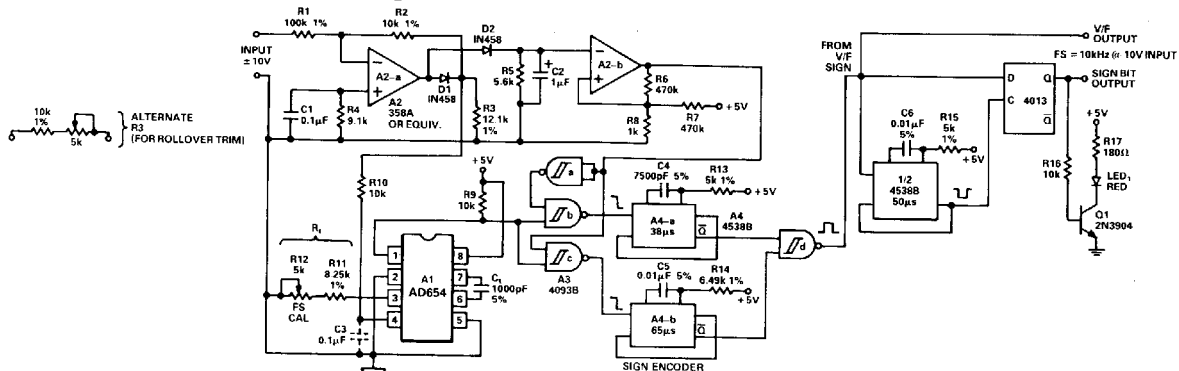 R1
100k 1%
R2
10k 1%
INPUT
±10V
D2
IN458
A2-a
A2
358A
OR EQUIV.
D1
IN458
R5
5.6k
C2
1μF
+
A2-b
R6
470k
+5V
R7
470k
R8
1k
R3
12.1k
1%
C1
0.1μF
R4
9.1k
10k
1%
5k
ALTERNATE
R3
(FOR ROLLOVER TRIM)
R10
10k
+5V
R9
10k
Rt
R12
5k
FS
CAL
R11
8.25k
1%
C3
0.1μF
A1
AD654
1
2
3
4
8
7
6
5
Ct
1000pF
5%
a
b
c
A3
4093B
C4
7500pF 5%
R13
5k 1%
+5V
A4-a
38μs
Q
A4
4538B
C5
0.01μF 5%
R14
6.49k 1%
+5V
A4-b
65μs
Q
SIGN ENCODER
d
FROM
V/F
SIGN
C6
0.01μF
5%
R15
5k
1%
+5V
1/2
4538B
50μs
D
C
Q
Q
4013
V/F
OUTPUT
FS = 10kHz @ 10V INPUT
SIGN BIT
OUTPUT
+5V
R17
180Ω
R16
10k
LED1
RED
Q1
2N3904